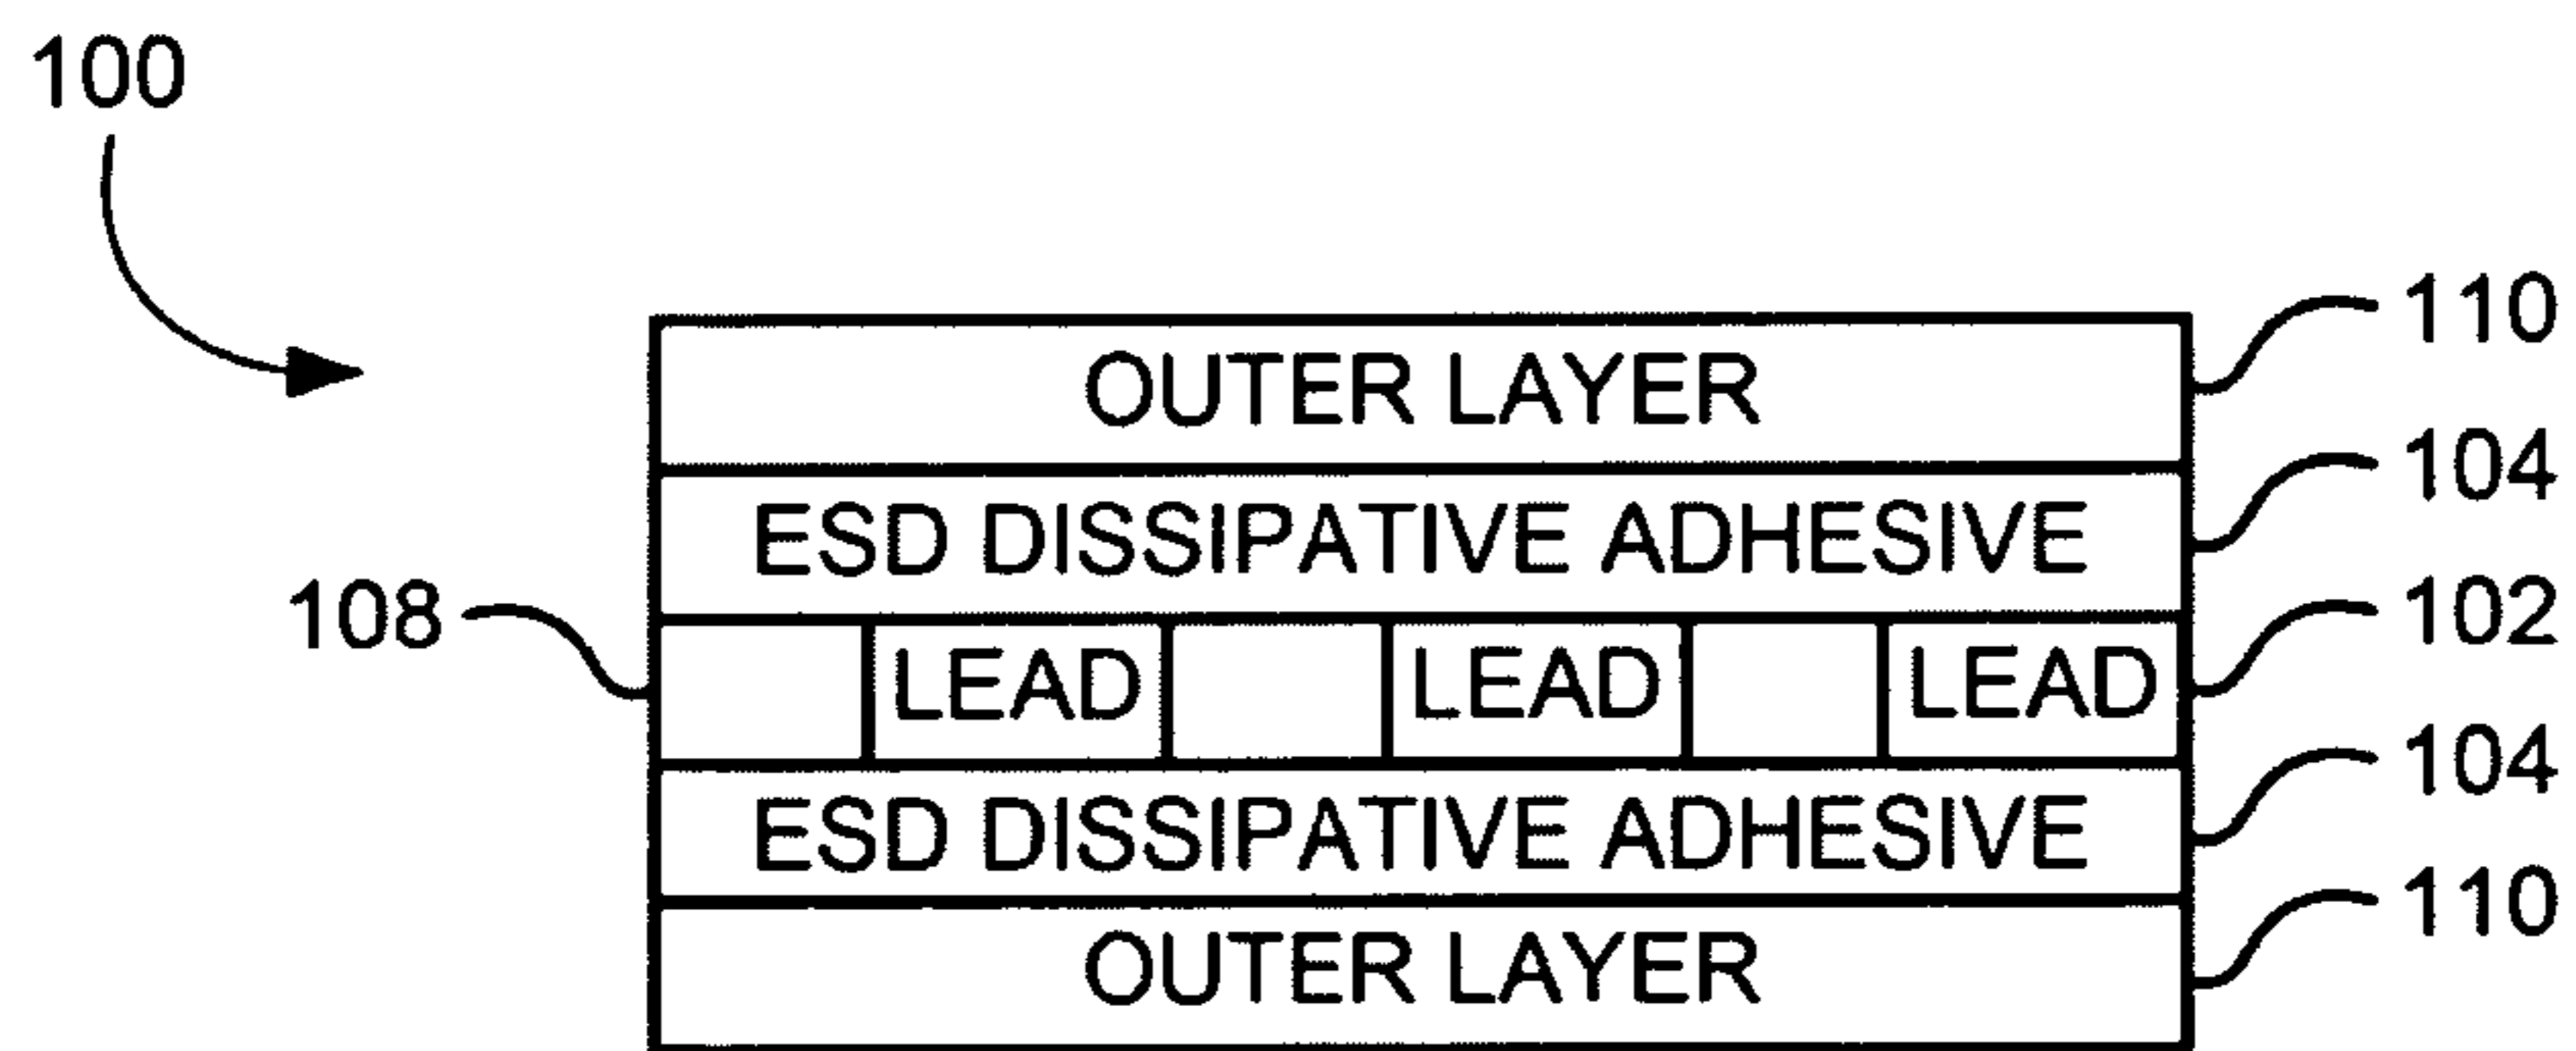 100
OUTER LAYER 110
ESD DISSIPATIVE ADHESIVE 104
108 LEAD LEAD LEAD 102
ESD DISSIPATIVE ADHESIVE 104
OUTER LAYER 110